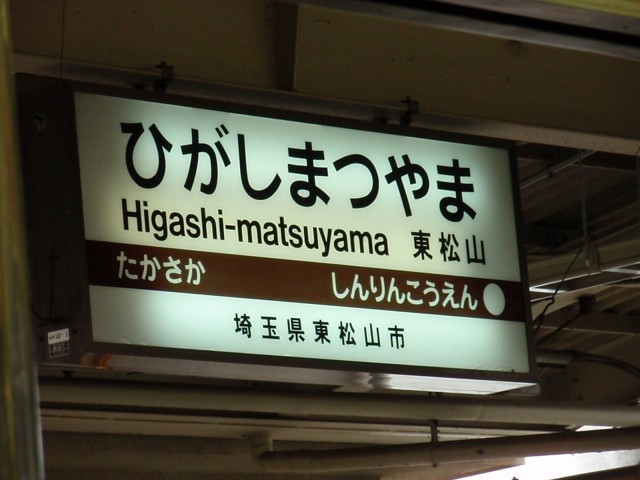 ひがしまつやま
Higashi-matsuyama 東松山
たかさか しんりんこうえん
埼玉県東松山市